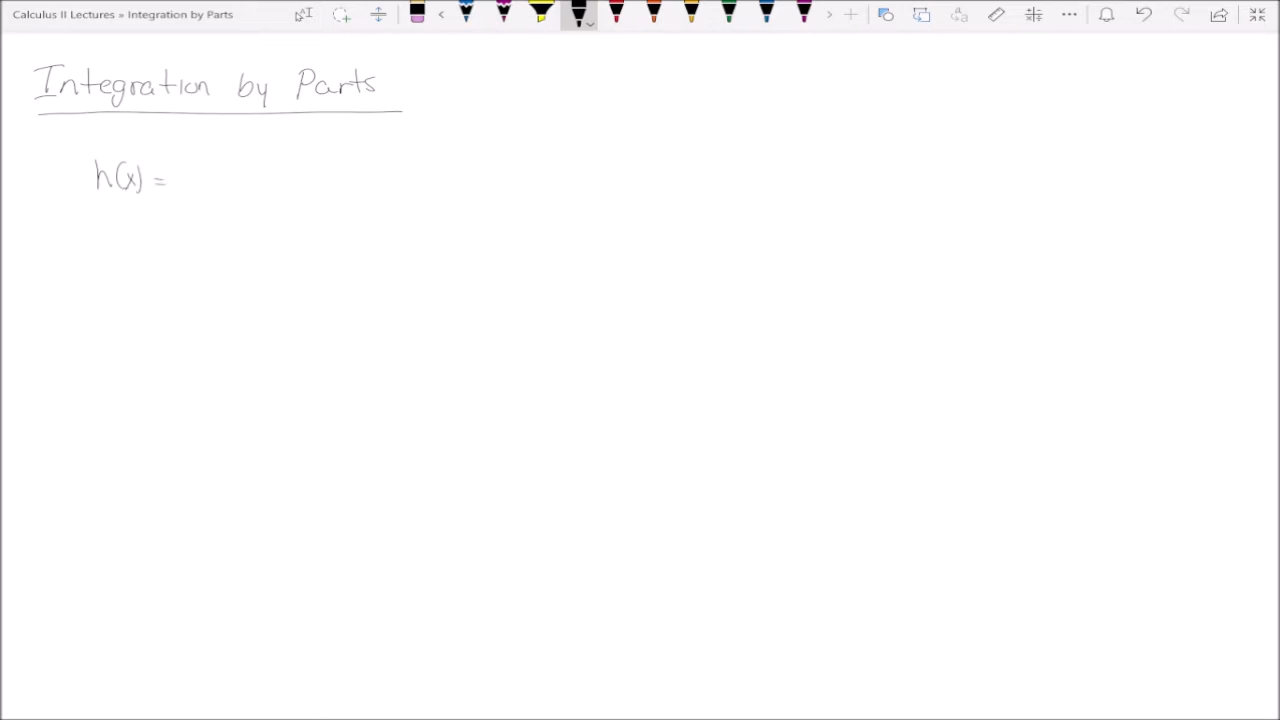 Calculus II Lectures » Integration by Parts
Integration by Parts
h(x) =